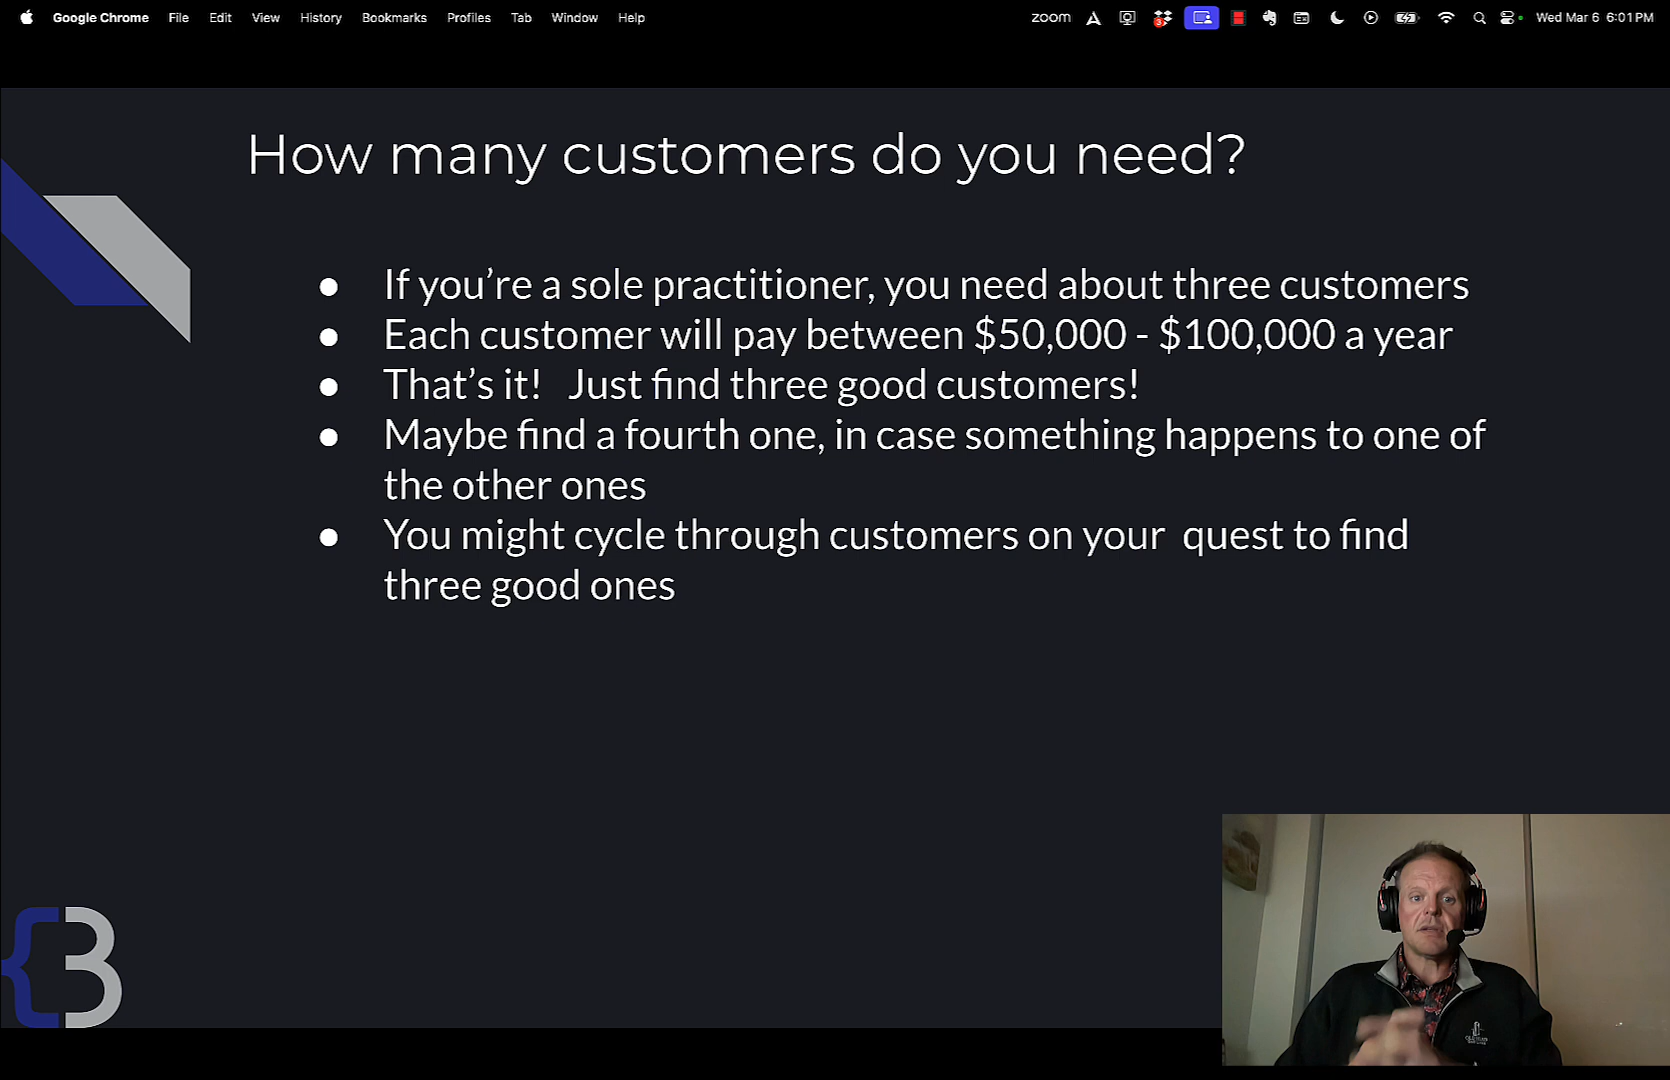 Google Chrome File Edit View History Bookmarks Profiles Tab Window Help zoom 3 Wed Mar 6 6:01 PM
How many customers do you need?
● If you’re a sole practitioner, you need about three customers
● Each customer will pay between $50,000 - $100,000 a year
● That’s it! Just find three good customers!
● Maybe find a fourth one, in case something happens to one of
the other ones
● You might cycle through customers on your quest to find
three good ones